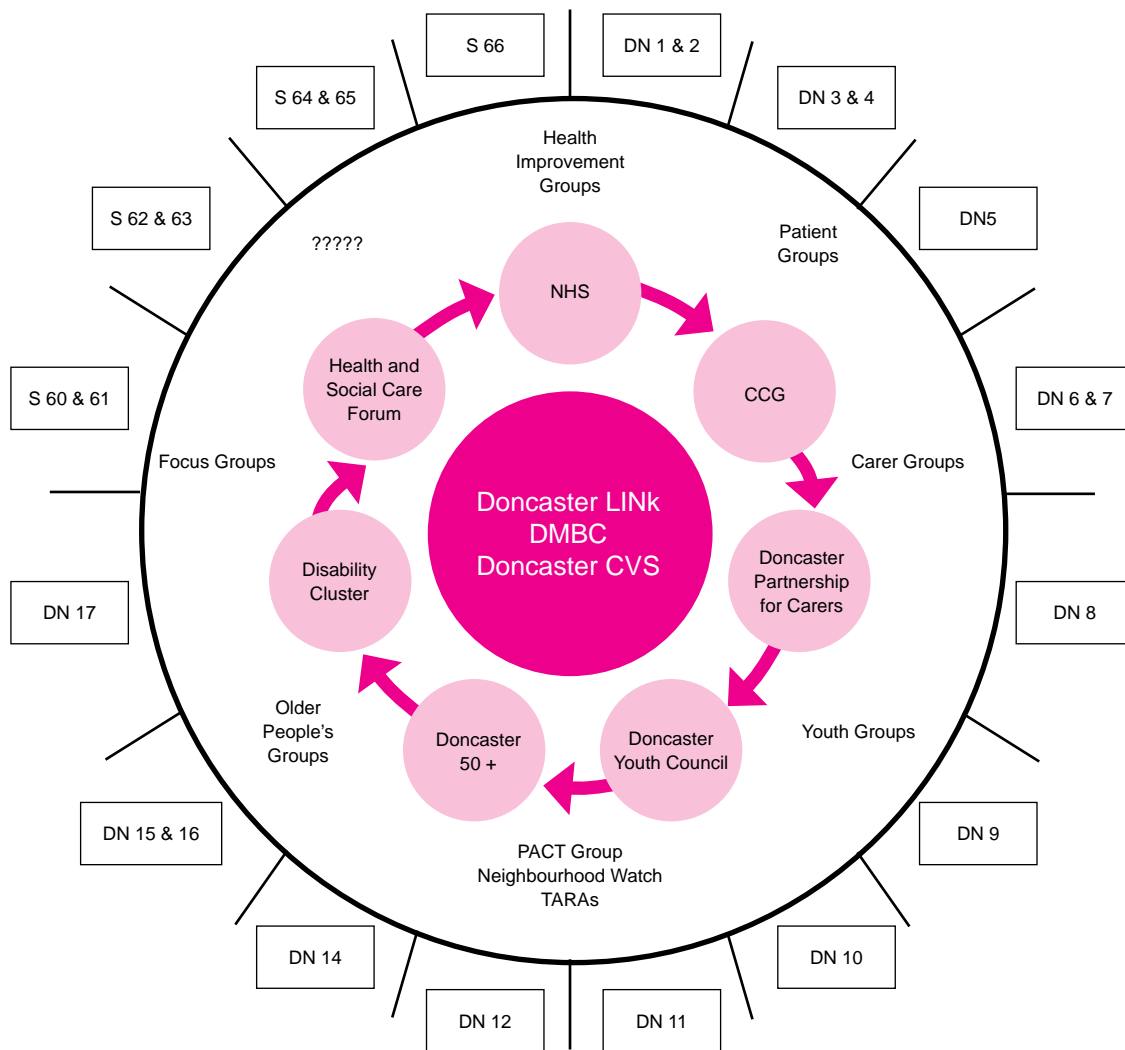 S 66
DN 1 & 2
S 64 & 65
DN 3 & 4
Health
Improvement
Groups
S 62 & 63
DN5
?????
Patient
Groups
NHS
Health and
Social Care
Forum
CCG
S 60 & 61
DN 6 & 7
Focus Groups
Carer Groups
Doncaster LINk
DMBC
Doncaster CVS
Disability
Cluster
Doncaster
Partnership
for Carers
DN 17
DN 8
Older
People’s
Groups
Doncaster
50 +
Doncaster
Youth Council
Youth Groups
DN 15 & 16
DN 9
PACT Group
Neighbourhood Watch
TARAs
DN 14
DN 10
DN 12
DN 11